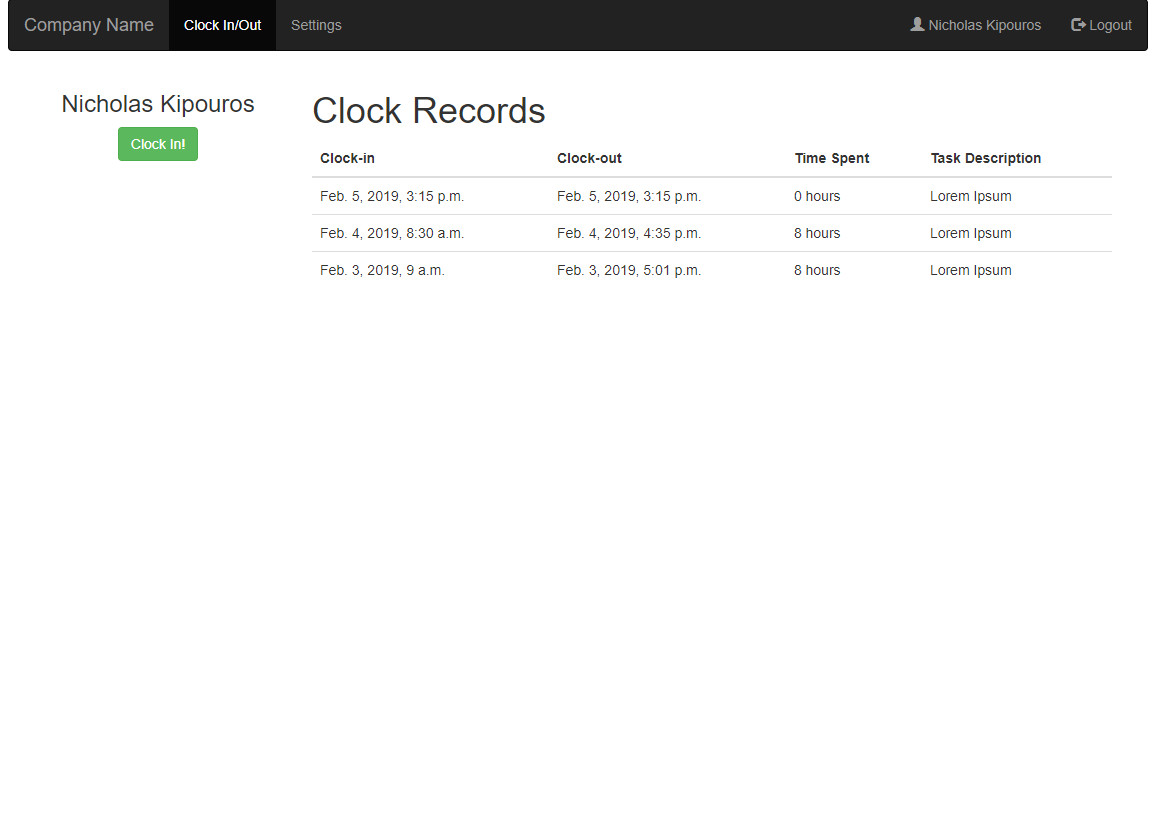 Company Name Clock In/Out Settings Nicholas Kipouros Logout
Nicholas Kipouros
Clock In!
Clock Records
Clock-in Clock-out Time Spent Task Description
Feb. 5, 2019, 3:15 p.m. Feb. 5, 2019, 3:15 p.m. 0 hours Lorem Ipsum
Feb. 4, 2019, 8:30 a.m. Feb. 4, 2019, 4:35 p.m. 8 hours Lorem Ipsum
Feb. 3, 2019, 9 a.m. Feb. 3, 2019, 5:01 p.m. 8 hours Lorem Ipsum